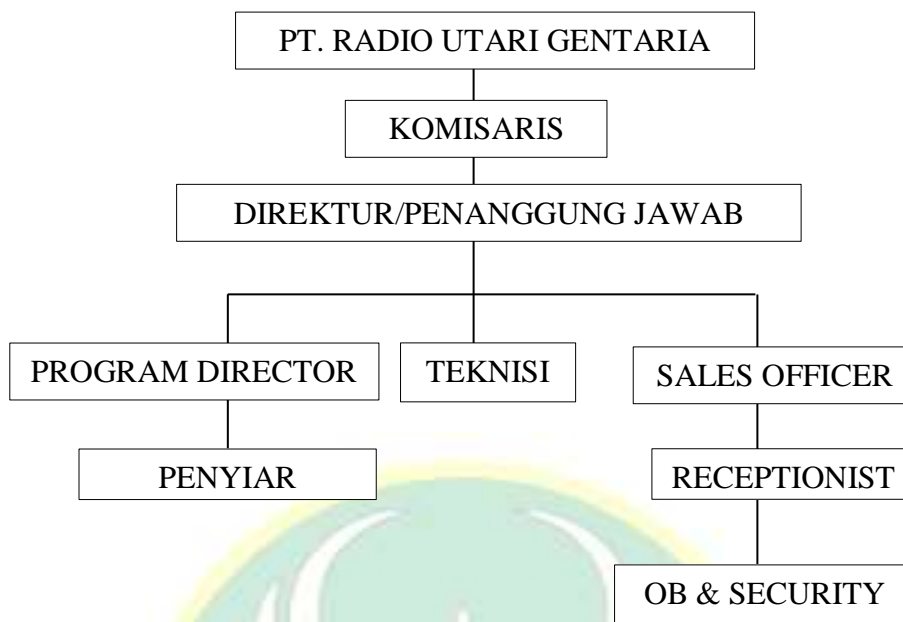 PT. RADIO UTARI GENTARIA
KOMISARIS
DIREKTUR/PENANGGUNG JAWAB
PROGRAM DIRECTOR
TEKNISI
SALES OFFICER
PENYIAR
RECEPTIONIST
OB & SECURITY